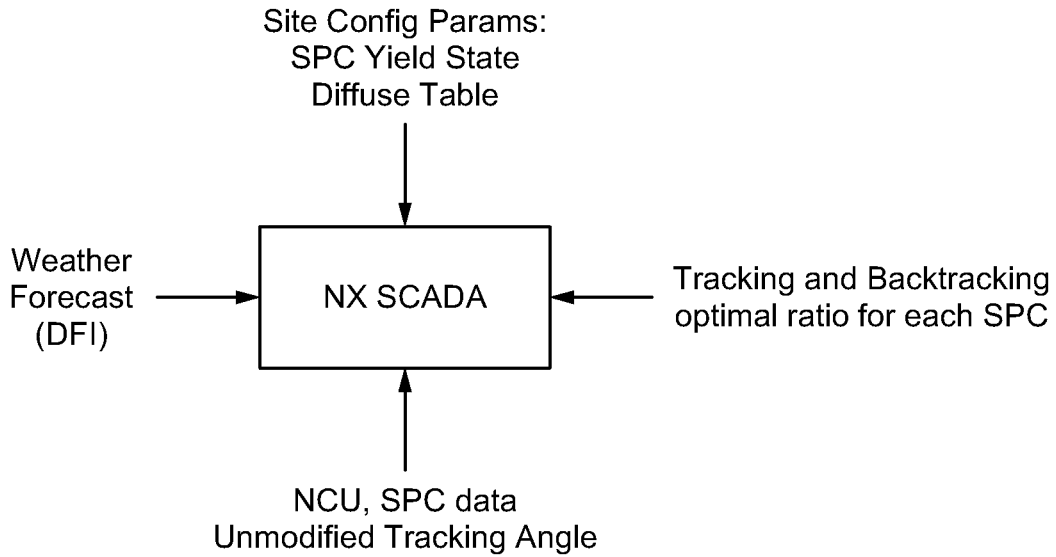 Site Config Params:
SPC Yield State
Diffuse Table
Weather
Forecast
(DFI)
NX SCADA
Tracking and Backtracking
optimal ratio for each SPC
NCU, SPC data
Unmodified Tracking Angle